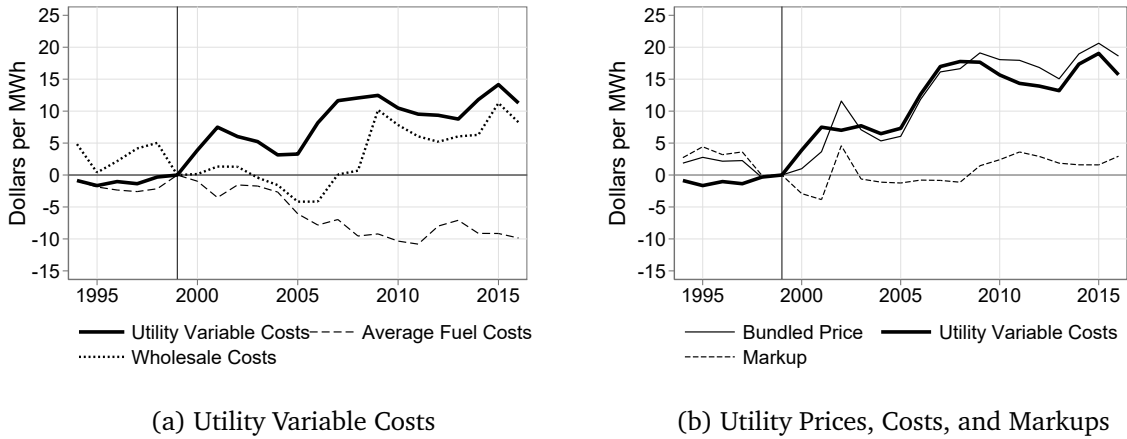 25
20
15
10
5
0
-5
-10
-15
Dollars per MWh
1995 2000 2005 2010 2015
Utility Variable Costs Average Fuel Costs
Wholesale Costs
(a) Utility Variable Costs
25
20
15
10
5
0
-5
-10
-15
Dollars per MWh
1995 2000 2005 2010 2015
Bundled Price Utility Variable Costs
Markup
(b) Utility Prices, Costs, and Markups